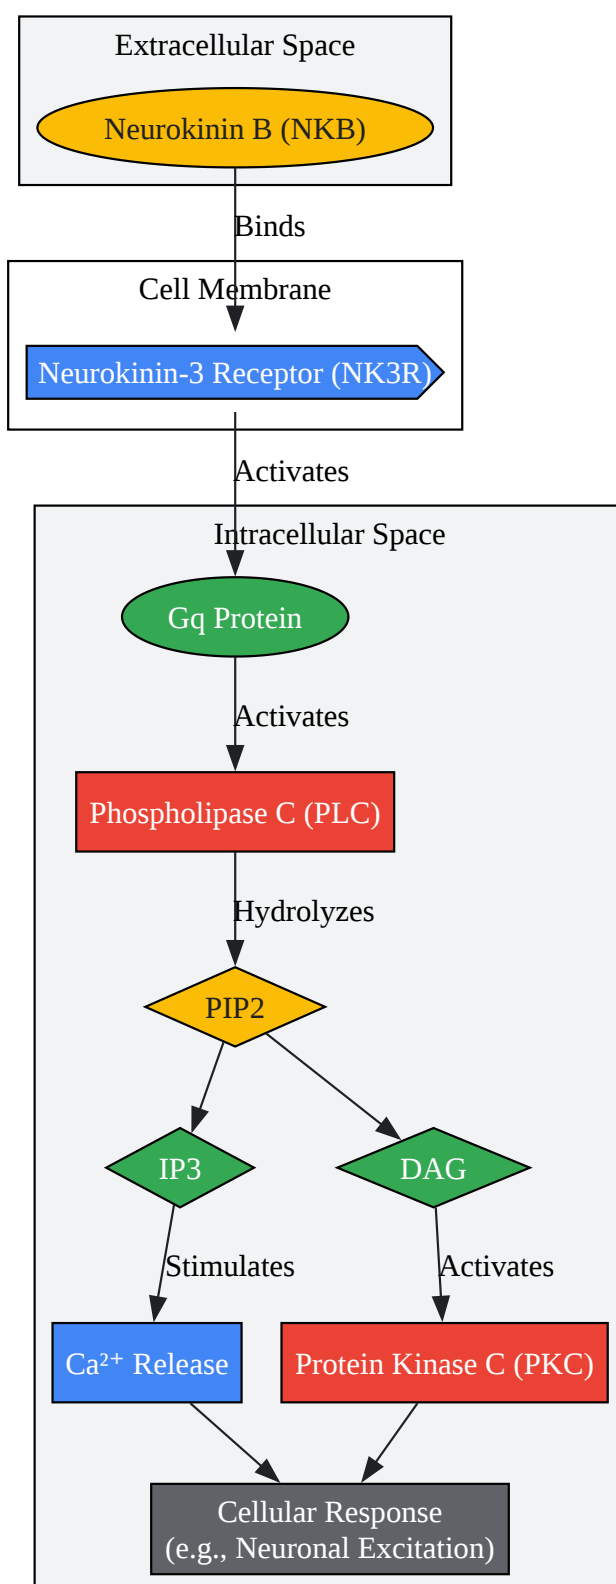 Extracellular Space
Neurokinin B (NKB)
Binds
Cell Membrane
Neurokinin-3 Receptor (NK3R)
Activates
Intracellular Space
Gq Protein
Activates
Phospholipase C (PLC)
Hydrolyzes
PIP2
IP3
DAG
Stimulates
Activates
Ca²⁺ Release
Protein Kinase C (PKC)
Cellular Response
(e.g., Neuronal Excitation)